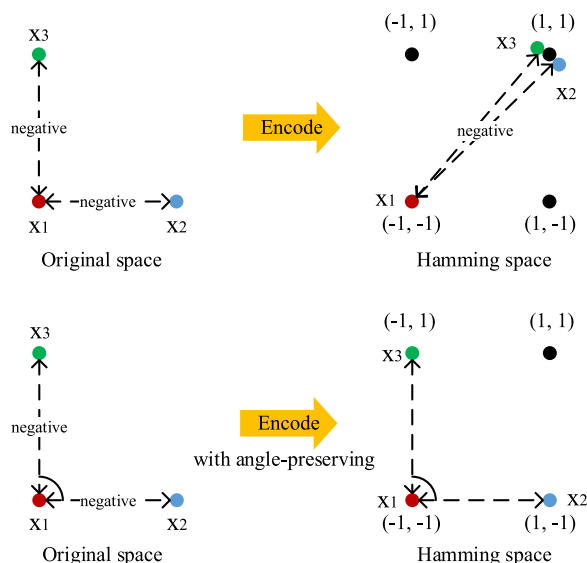 X3
negative
negative
X1
X2
Original space
Encode
(-1, 1)
(1, 1)
X3
X2
negative
X1
(-1, -1)
(1, -1)
Hamming space
X3
negative
negative
X1
X2
Original space
Encode
with angle-preserving
(-1, 1)
(1, 1)
X3
X1
X2
(-1, -1)
(1, -1)
Hamming space